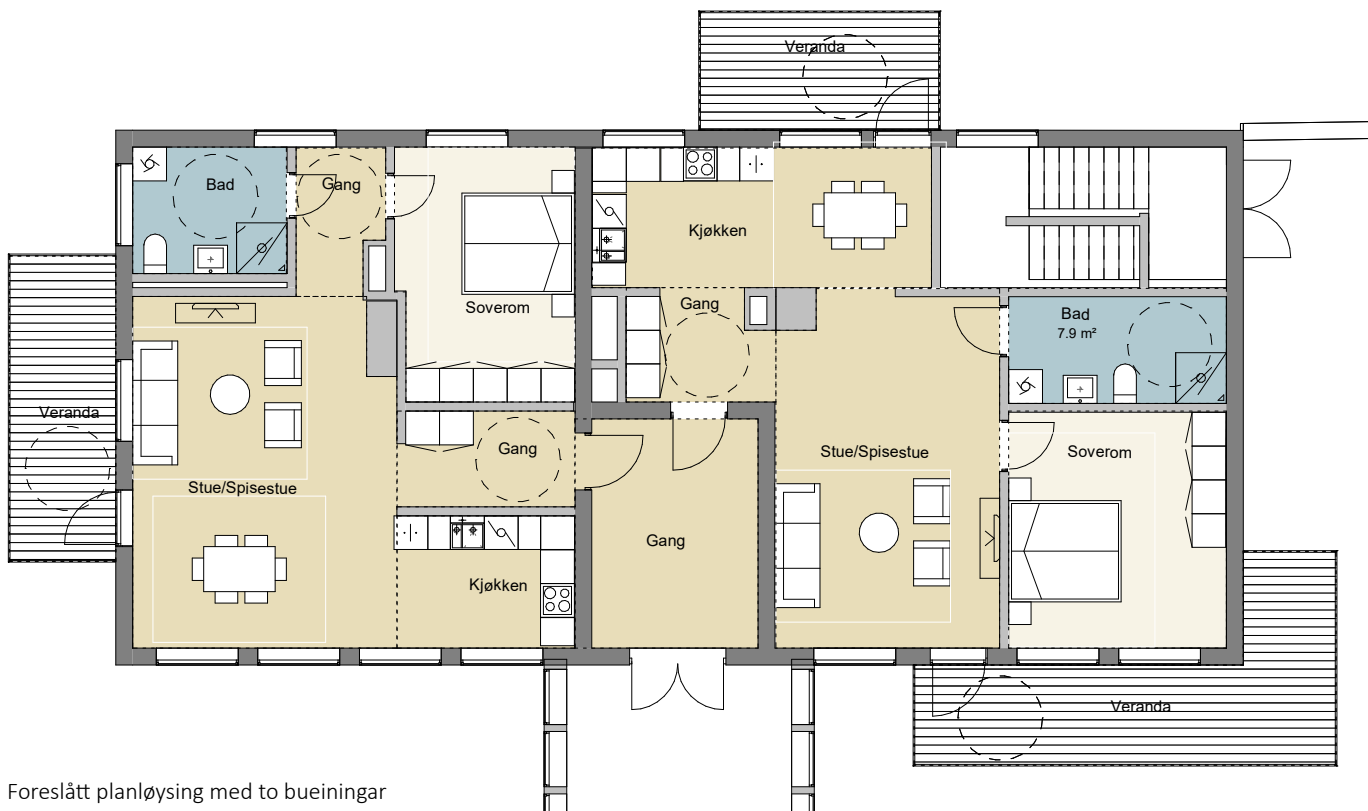 Veranda
Bad
Gang
Kjøkken
Soverom
Gang
Bad
7.9 m²
Veranda
Gang
Stue/Spisestue
Soverom
Stue/Spisestue
Gang
Kjøkken
Veranda
Foreslått planløysing med to bueiningar